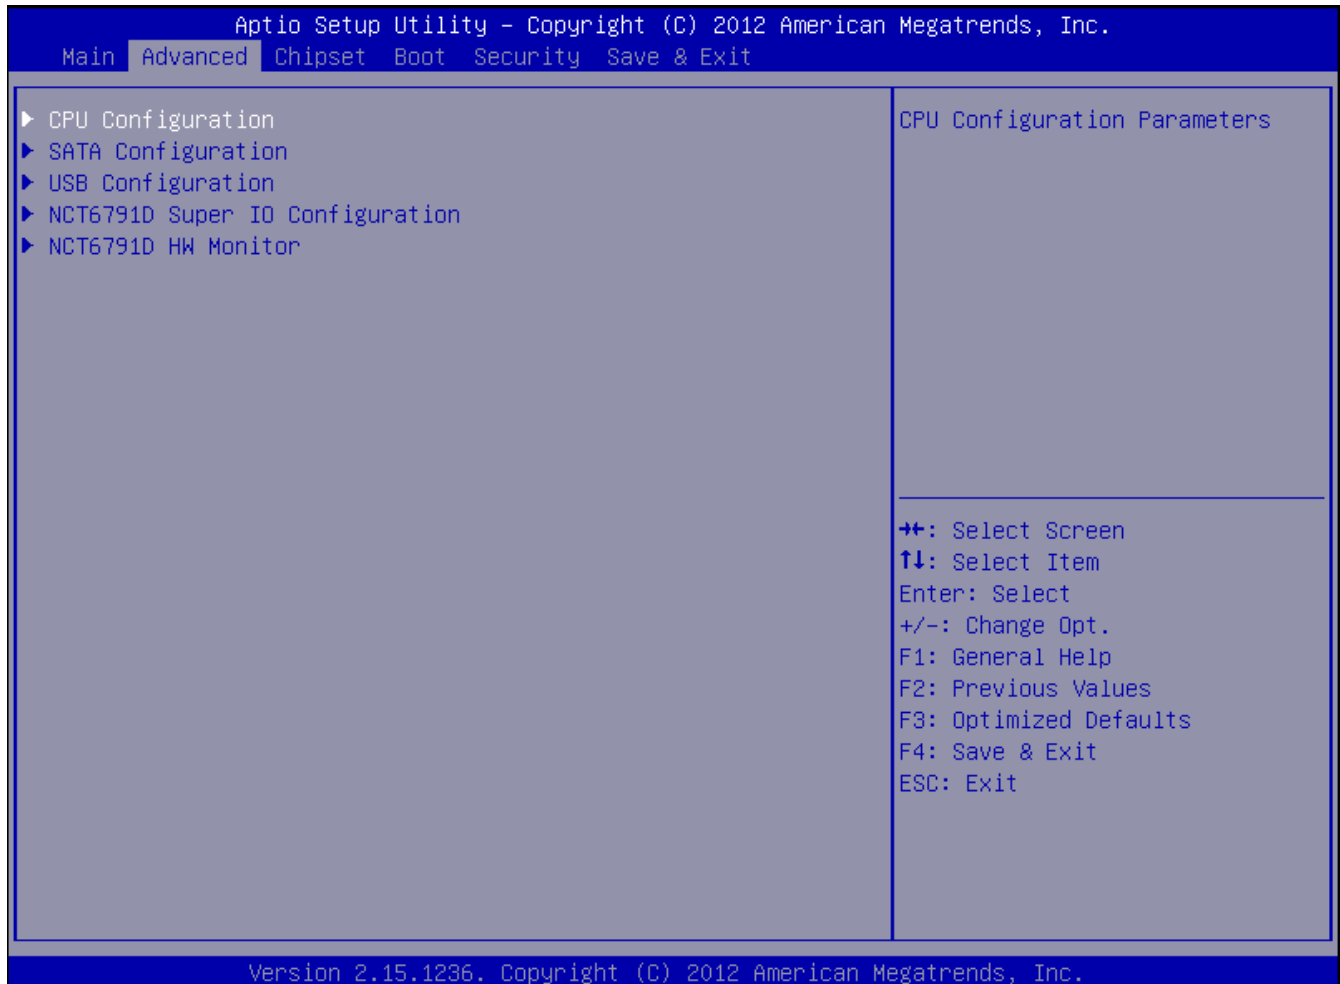 Aptio Setup Utility – Copyright (C) 2012 American Megatrends, Inc.
Main Advanced Chipset Boot Security Save & Exit
CPU Configuration
SATA Configuration
USB Configuration
NCT6791D Super IO Configuration
NCT6791D HW Monitor
CPU Configuration Parameters
→←: Select Screen
↑↓: Select Item
Enter: Select
+/-: Change Opt.
F1: General Help
F2: Previous Values
F3: Optimized Defaults
F4: Save & Exit
ESC: Exit
Version 2.15.1236. Copyright (C) 2012 American Megatrends, Inc.